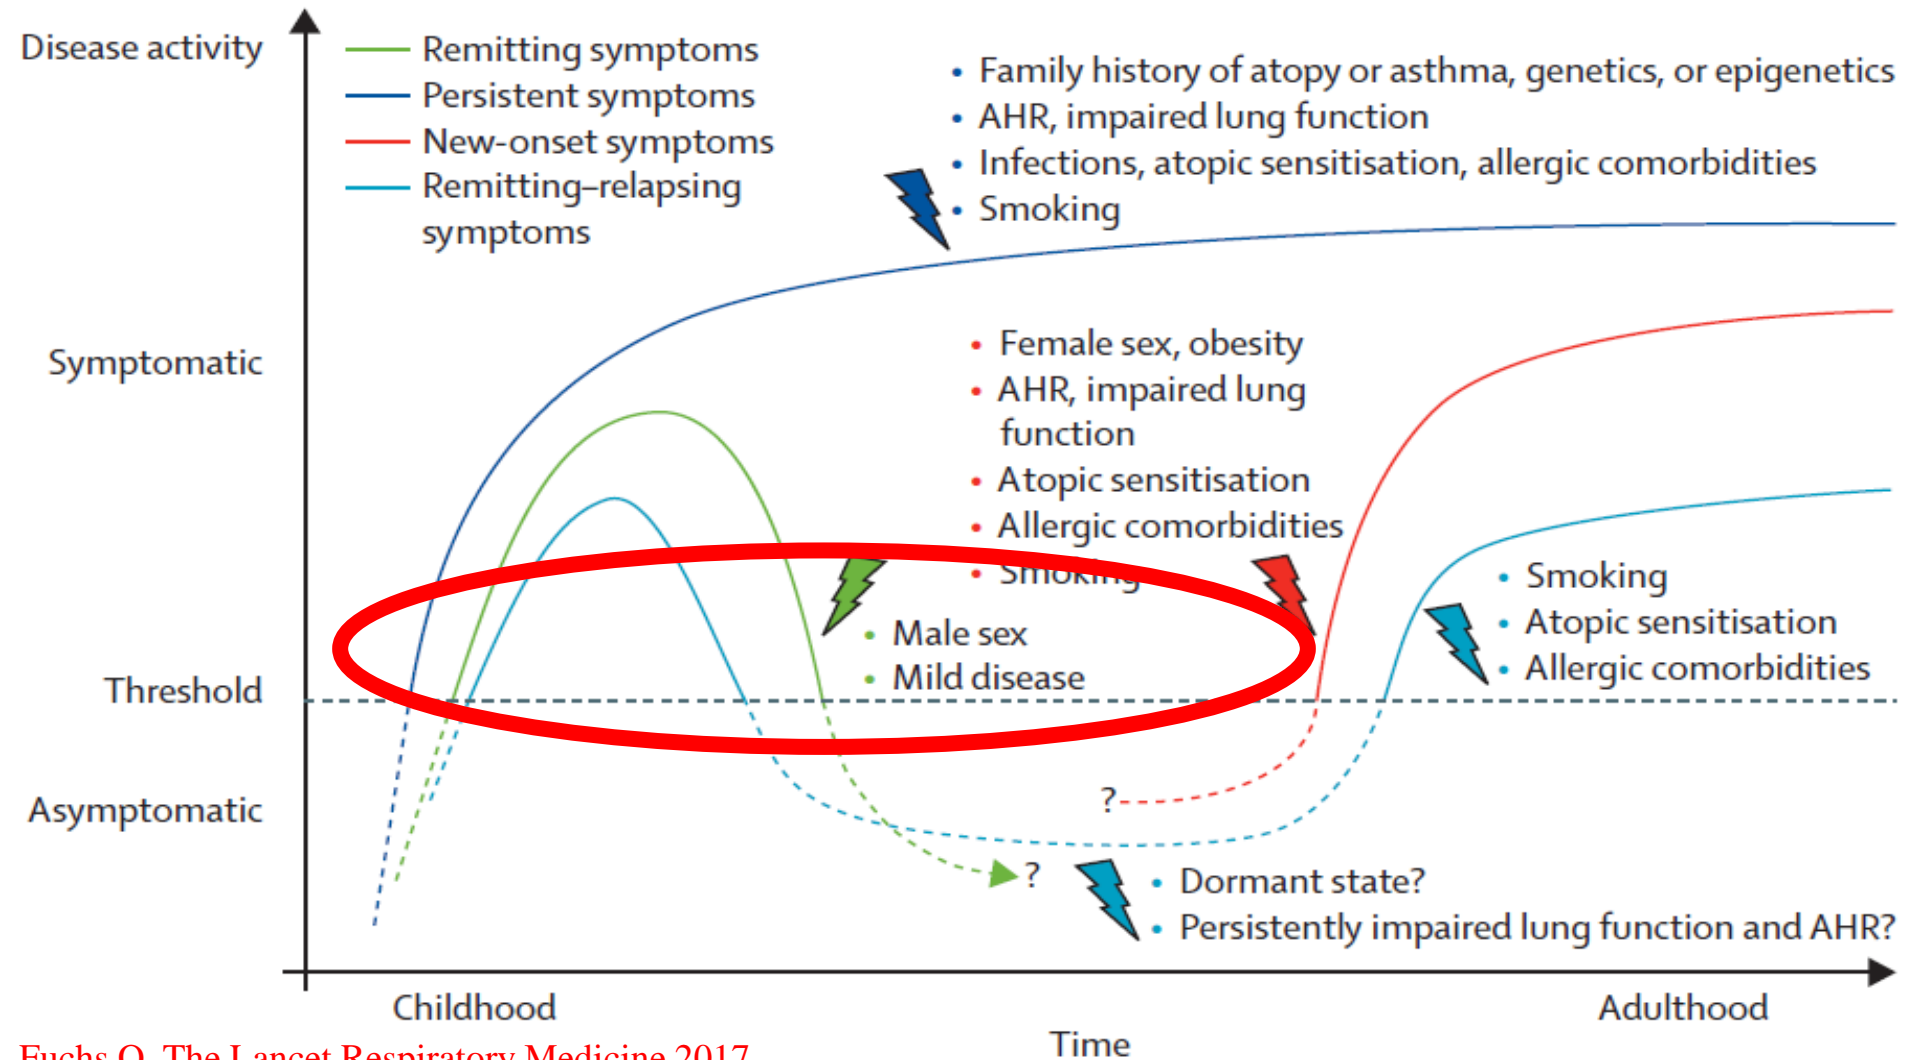 Disease activity
Remitting symptoms
Persistent symptoms
New-onset symptoms
Remitting–relapsing
symptoms
• Family history of atopy or asthma, genetics, or epigenetics
• AHR, impaired lung function
• Infections, atopic sensitisation, allergic comorbidities
• Smoking
Symptomatic
• Female sex, obesity
• AHR, impaired lung
function
• Atopic sensitisation
• Allergic comorbidities
• Smoking
• Male sex
• Mild disease
• Smoking
• Atopic sensitisation
• Allergic comorbidities
Threshold
Asymptomatic
?
?
• Dormant state?
• Persistently impaired lung function and AHR?
Childhood
Adulthood
Time
Fuchs O, The Lancet Respiratory Medicine 2017